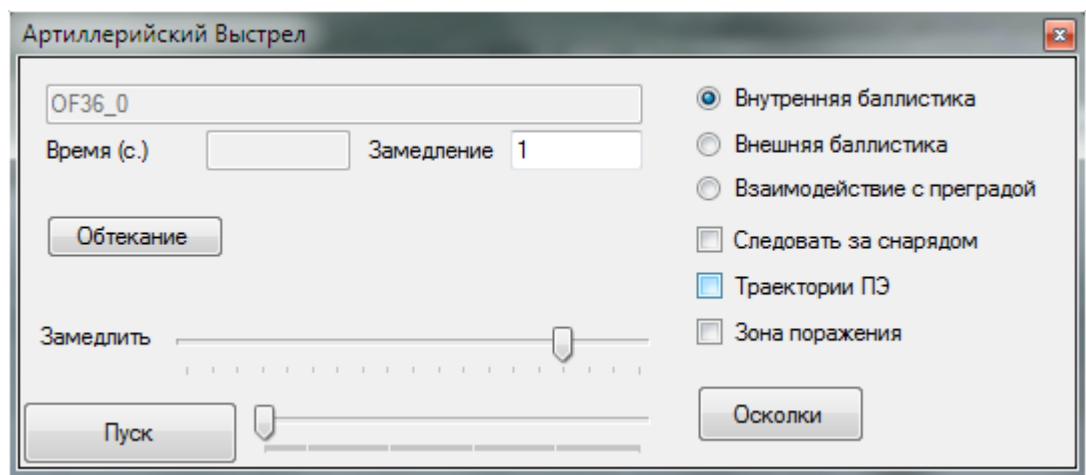 Артиллерийский Выстрел
OF36_0
Время (с.)
Замедление
1
Обтекание
Замедлить
Пуск
Внутренняя баллистика
Внешняя баллистика
Взаимодействие с преградой
Следовать за снарядом
Траектории ПЭ
Зона поражения
Осколки